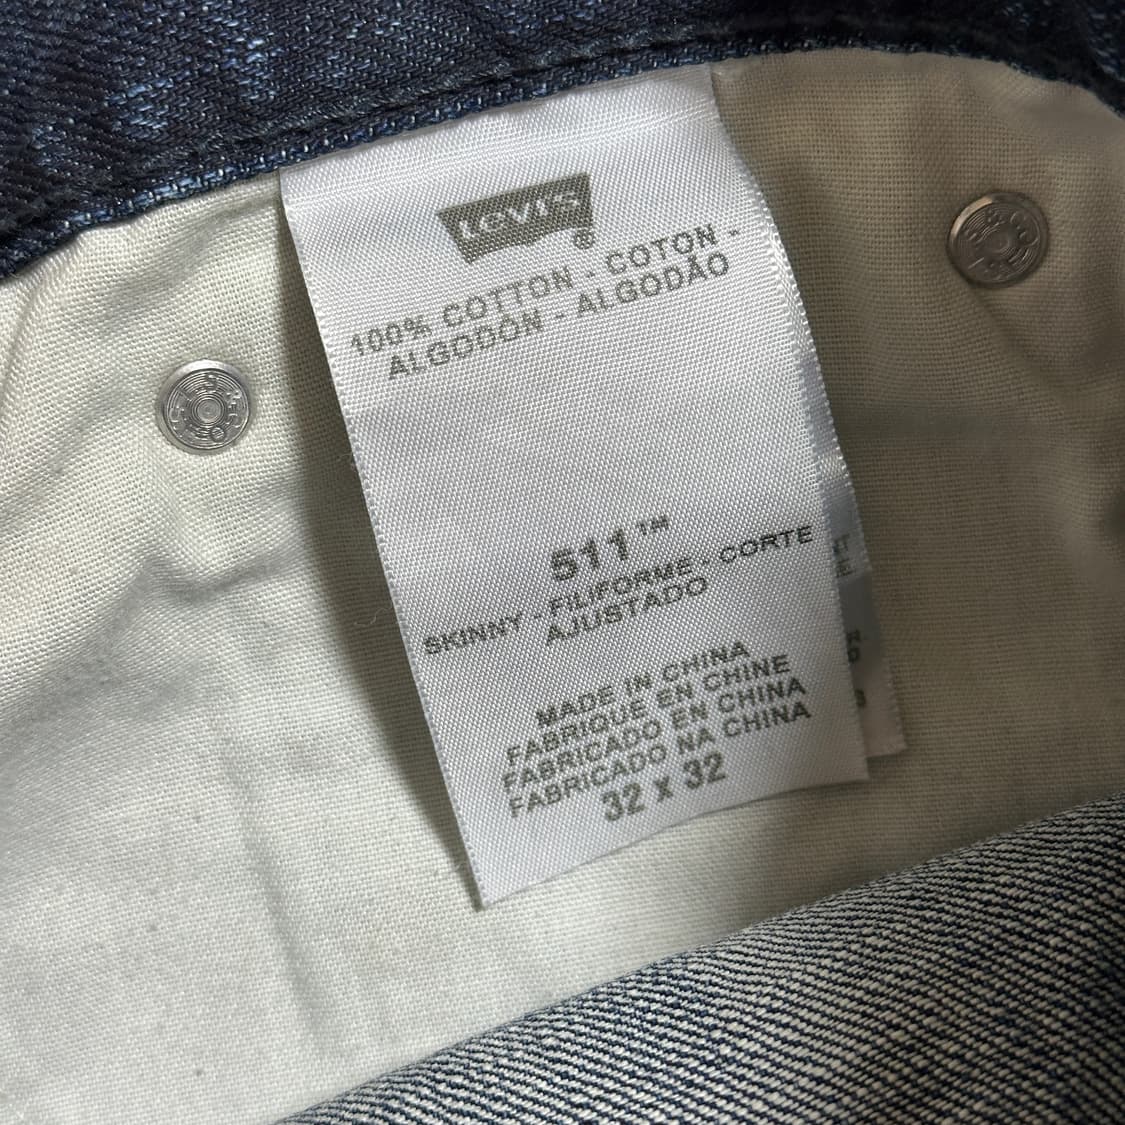 Levi's®
100% COTTON - COTON -
ALGODÓN - ALGODÃO
511™
SKINNY - FILIFORME - CORTE
AJUSTADO
MADE IN CHINA
FABRIQUE EN CHINE
FABRICADO EN CHINA
FABRICADO NA CHINA
32 x 32